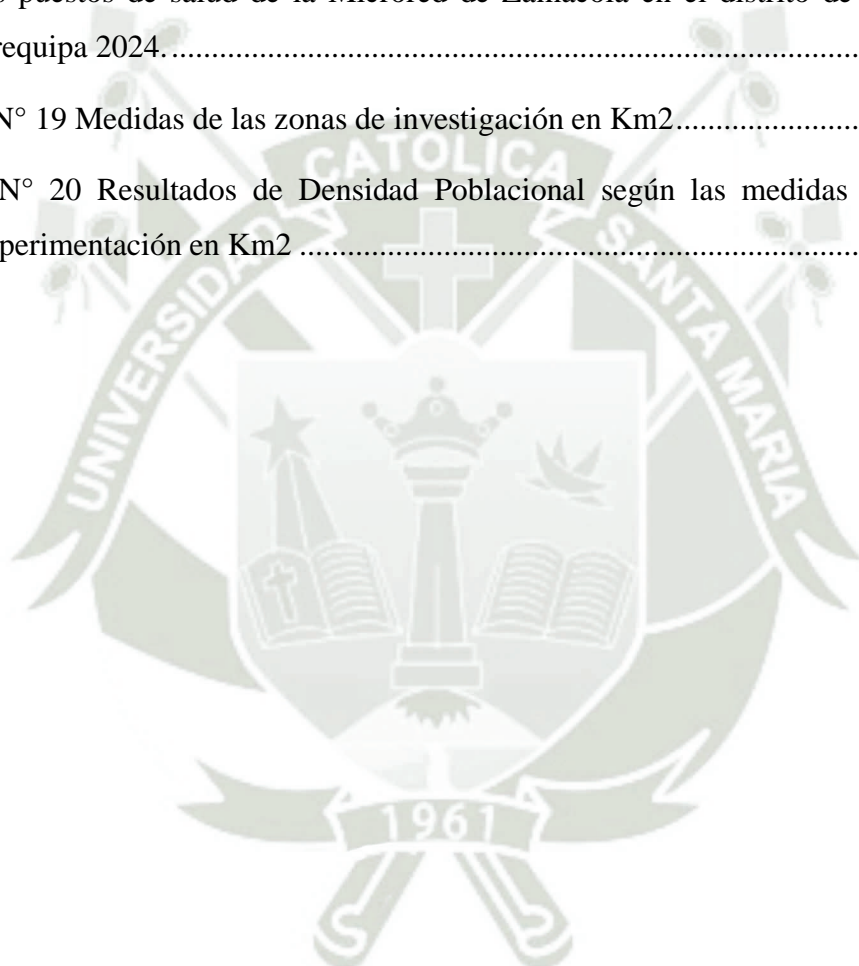 puestos de salud de la Microred de Zamácola en el distrito de
requipa 2024.
N° 19 Medidas de las zonas de investigación en Km2
N° 20 Resultados de Densidad Poblacional según las medidas
perimentación en Km2
UNIVERSIDAD CATOLICA SANTA MARIA
1961